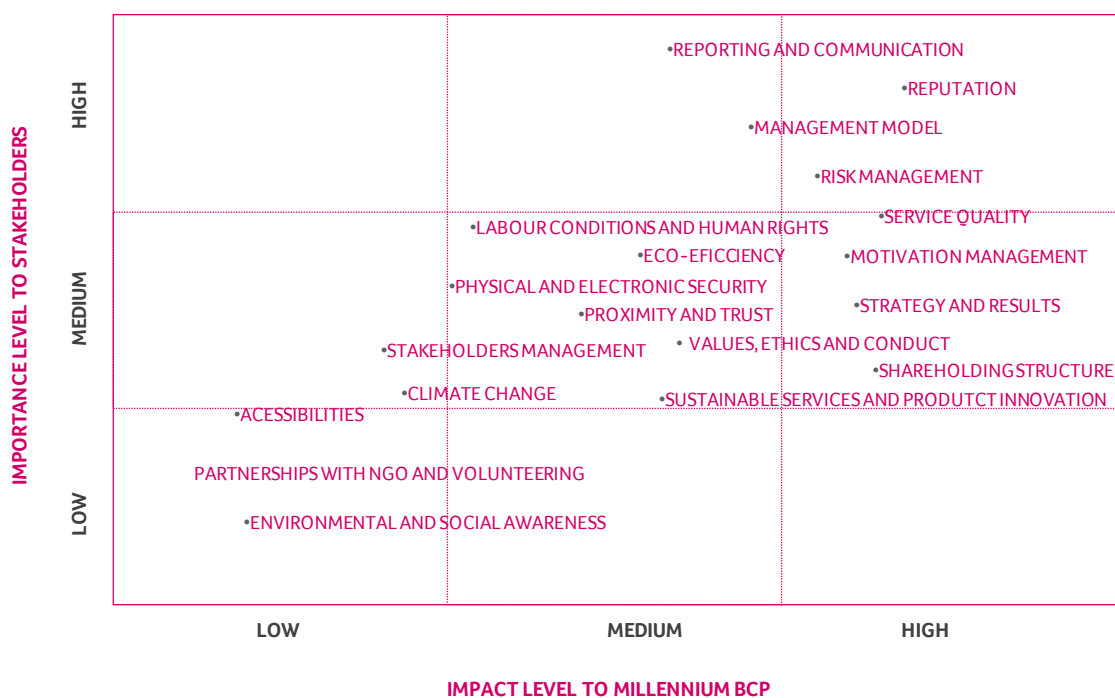 REPORTING AND COMMUNICATION
•REPUTATION
•MANAGEMENT MODEL
•RISK MANAGEMENT
•SERVICE QUALITY
•LABOUR CONDITIONS AND HUMAN RIGHTS
•ECO-EFICCIENCY
•MOTIVATION MANAGEMENT
•PHYSICAL AND ELECTRONIC SECURITY
•STRATEGY AND RESULTS
•PROXIMITY AND TRUST
• VALUES, ETHICS AND CONDUCT
•STAKEHOLDERS MANAGEMENT
•SHAREHOLDING STRUCTURE
•CLIMATE CHANGE
•SUSTAINABLE SERVICES AND PRODUTCT INNOVATION
•ACESSIBILITIES
PARTNERSHIPS WITH NGO AND VOLUNTEERING
•ENVIRONMENTAL AND SOCIAL AWARENESS
HIGH
MEDIUM
LOW
IMPORTANCE LEVEL TO STAKEHOLDERS
LOW
MEDIUM
HIGH
IMPACT LEVEL TO MILLENNIUM BCP